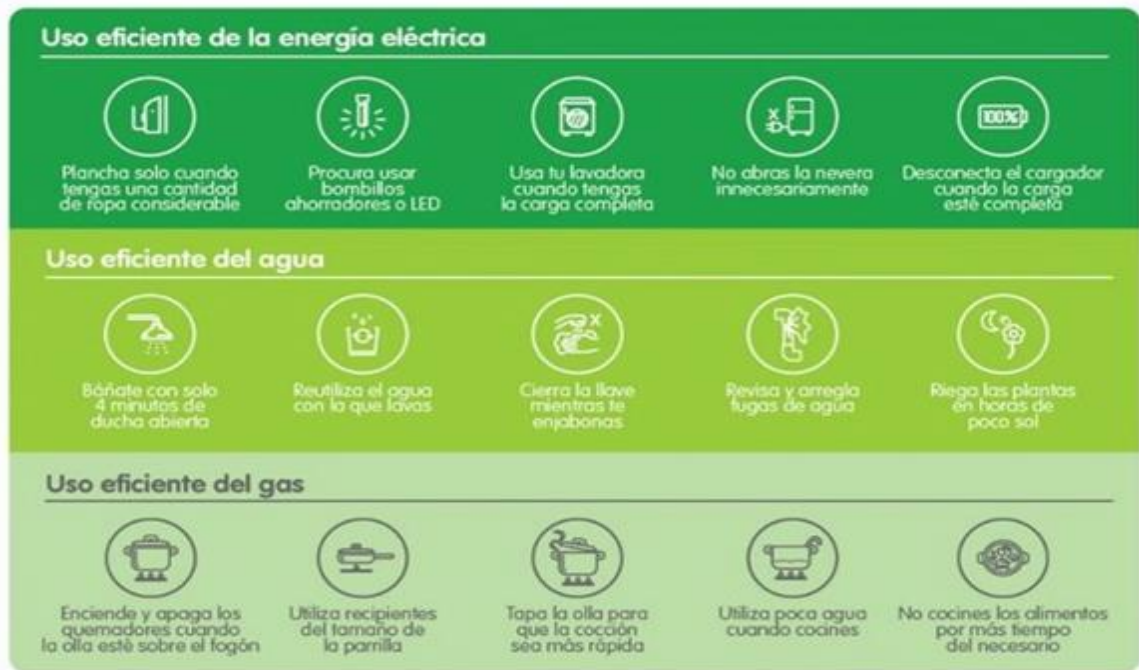 Uso eficiente de la energía eléctrica
Plancha solo cuando
tengas una cantidad
de ropa considerable
Procura usar
bombillos
ahorradores o LED
Usa tu lavadora
cuando tengas
la carga completa
No abras la nevera
innecesariamente
100%
Desconecta el cargador
cuando la carga
esté completa
Uso eficiente del agua
Báñate con solo
4 minutos de
ducha abierta
Reutiliza el agua
con la que lavas
Cierra la llave
mientras te
enjabonas
Revisa y arregla
fugas de agua
Riega las plantas
en horas de
poco sol
Uso eficiente del gas
Enciende y apaga los
quemadores cuando
la olla esté sobre el fogón
Utiliza recipientes
del tamaño de
la parrilla
Tapa la olla para
que la cocción
sea más rápida
Utiliza poca agua
cuando cocines
No cocines los alimentos
por más tiempo
del necesario